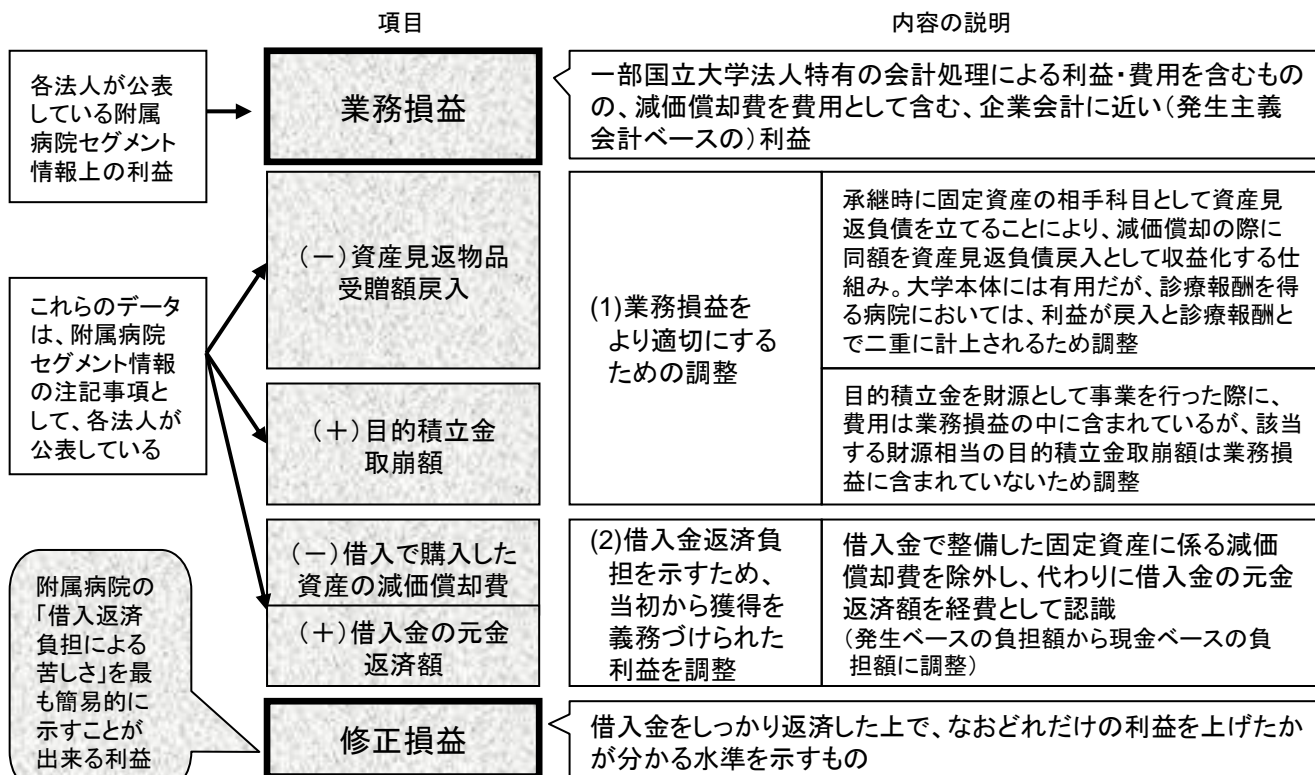 項目
内容の説明
各法人が公表
している附属
病院セグメント
情報上の利益
業務損益
一部国立大学法人特有の会計処理による利益・費用を含むもの
の、減価償却費を費用として含む、企業会計に近い(発生主義
会計ベースの)利益
これらのデータ
は、附属病院
セグメント情報
の注記事項と
して、各法人が
公表している
(-)資産見返物品
受贈額戻入
(1)業務損益を
より適切にする
ための調整
承継時に固定資産の相手科目として資産見
返負債を立てることにより、減価償却の際に
同額を資産見返負債戻入として収益化する仕
組み。大学本体には有用だが、診療報酬を得
る病院においては、利益が戻入と診療報酬と
で二重に計上されるため調整
(+)目的積立金
取崩額
目的積立金を財源として事業を行った際に、
費用は業務損益の中に含まれているが、該当
する財源相当の目的積立金取崩額は業務損
益に含まれていないため調整
(-)借入で購入した
資産の減価償却費
(+)借入金の元金
返済額
(2)借入金返済負
担を示すため、
当初から獲得を
義務づけられた
利益を調整
借入金で整備した固定資産に係る減価
償却費を除外し、代わりに借入金の元金
返済額を経費として認識
(発生ベースの負担額から現金ベースの負
担額に調整)
附属病院の
「借入返済
負担による
苦しさ」を最
も簡易的に
示すことが
出来る利益
修正損益
借入金をしっかり返済した上で、なおどれだけの利益を上げたか
が分かる水準を示すもの